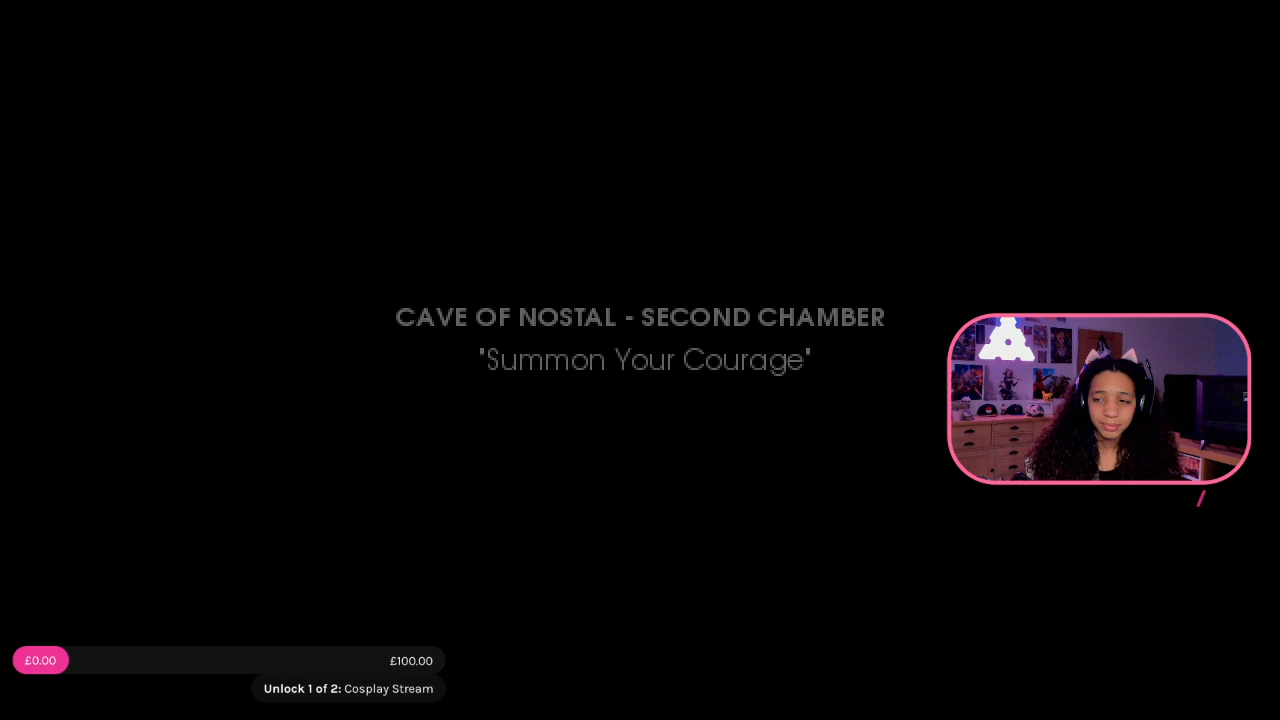 CAVE OF NOSTAL - SECOND CHAMBER
"Summon Your Courage"
£0.00 £100.00
Unlock 1 of 2: Cosplay Stream